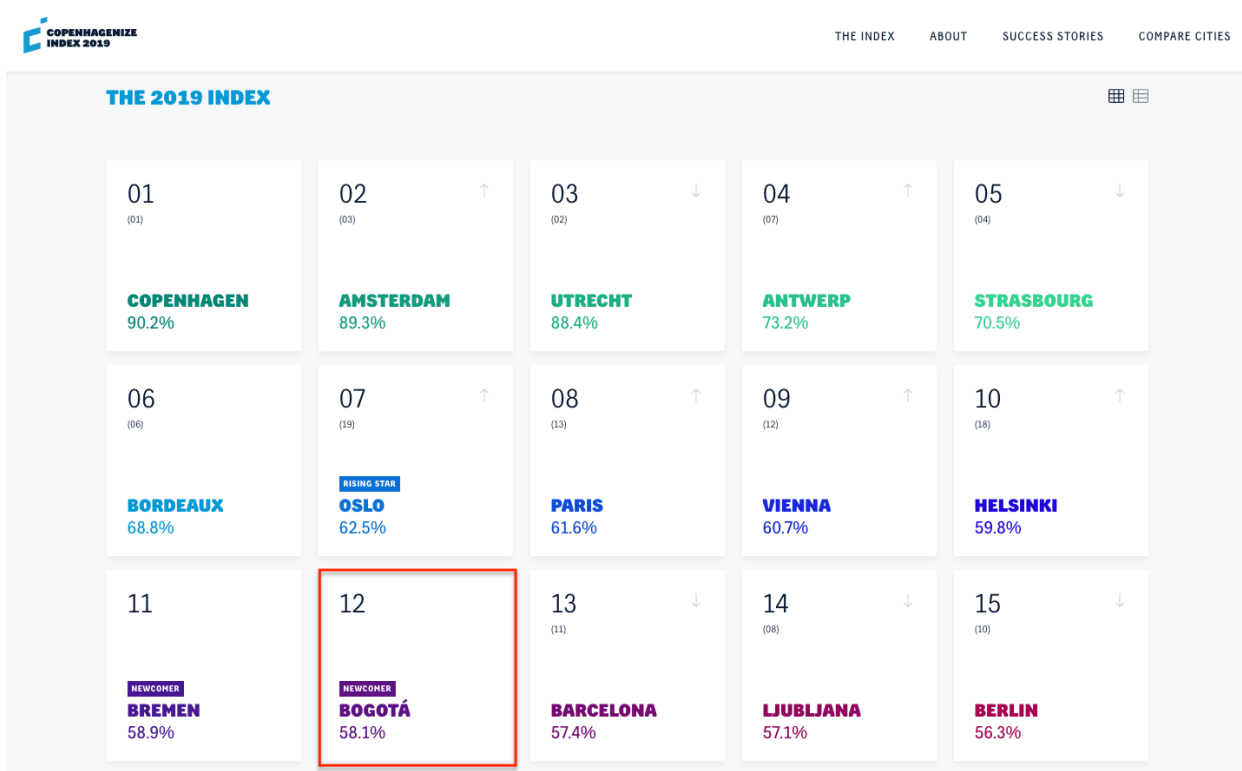 COPENHAGENIZE
INDEX 2019
THE INDEX
ABOUT
SUCCESS STORIES
COMPARE CITIES
THE 2019 INDEX
01
(01)
COPENHAGEN
90.2%
02
(03)
AMSTERDAM
89.3%
03
(02)
UTRECHT
88.4%
04
(07)
ANTWERP
73.2%
05
(04)
STRASBOURG
70.5%
06
(06)
BORDEAUX
68.8%
07
(19)
RISING STAR
OSLO
62.5%
08
(13)
PARIS
61.6%
09
(12)
VIENNA
60.7%
10
(18)
HELSINKI
59.8%
11
NEWCOMER
BREMEN
58.9%
12
NEWCOMER
BOGOTÁ
58.1%
13
(11)
BARCELONA
57.4%
14
(08)
LJUBLJANA
57.1%
15
(10)
BERLIN
56.3%